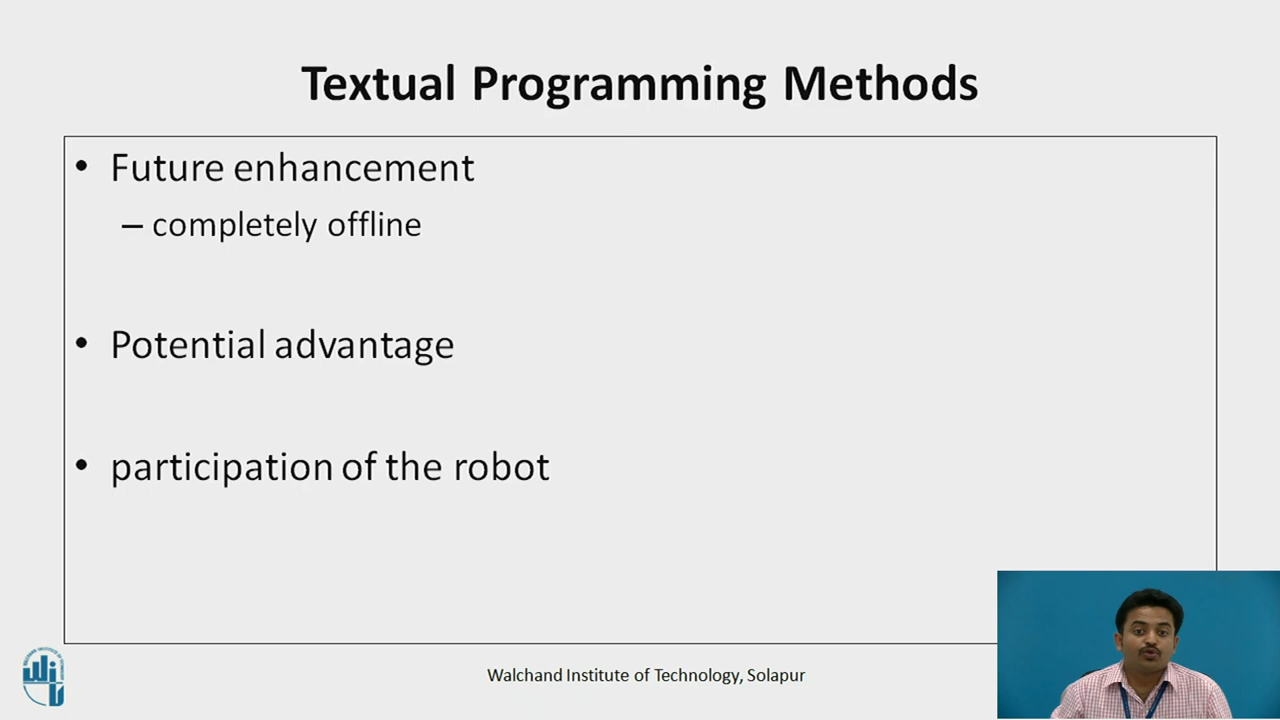 Textual Programming Methods
• Future enhancement
– completely offline
• Potential advantage
• participation of the robot
Walchand Institute of Technology, Solapur